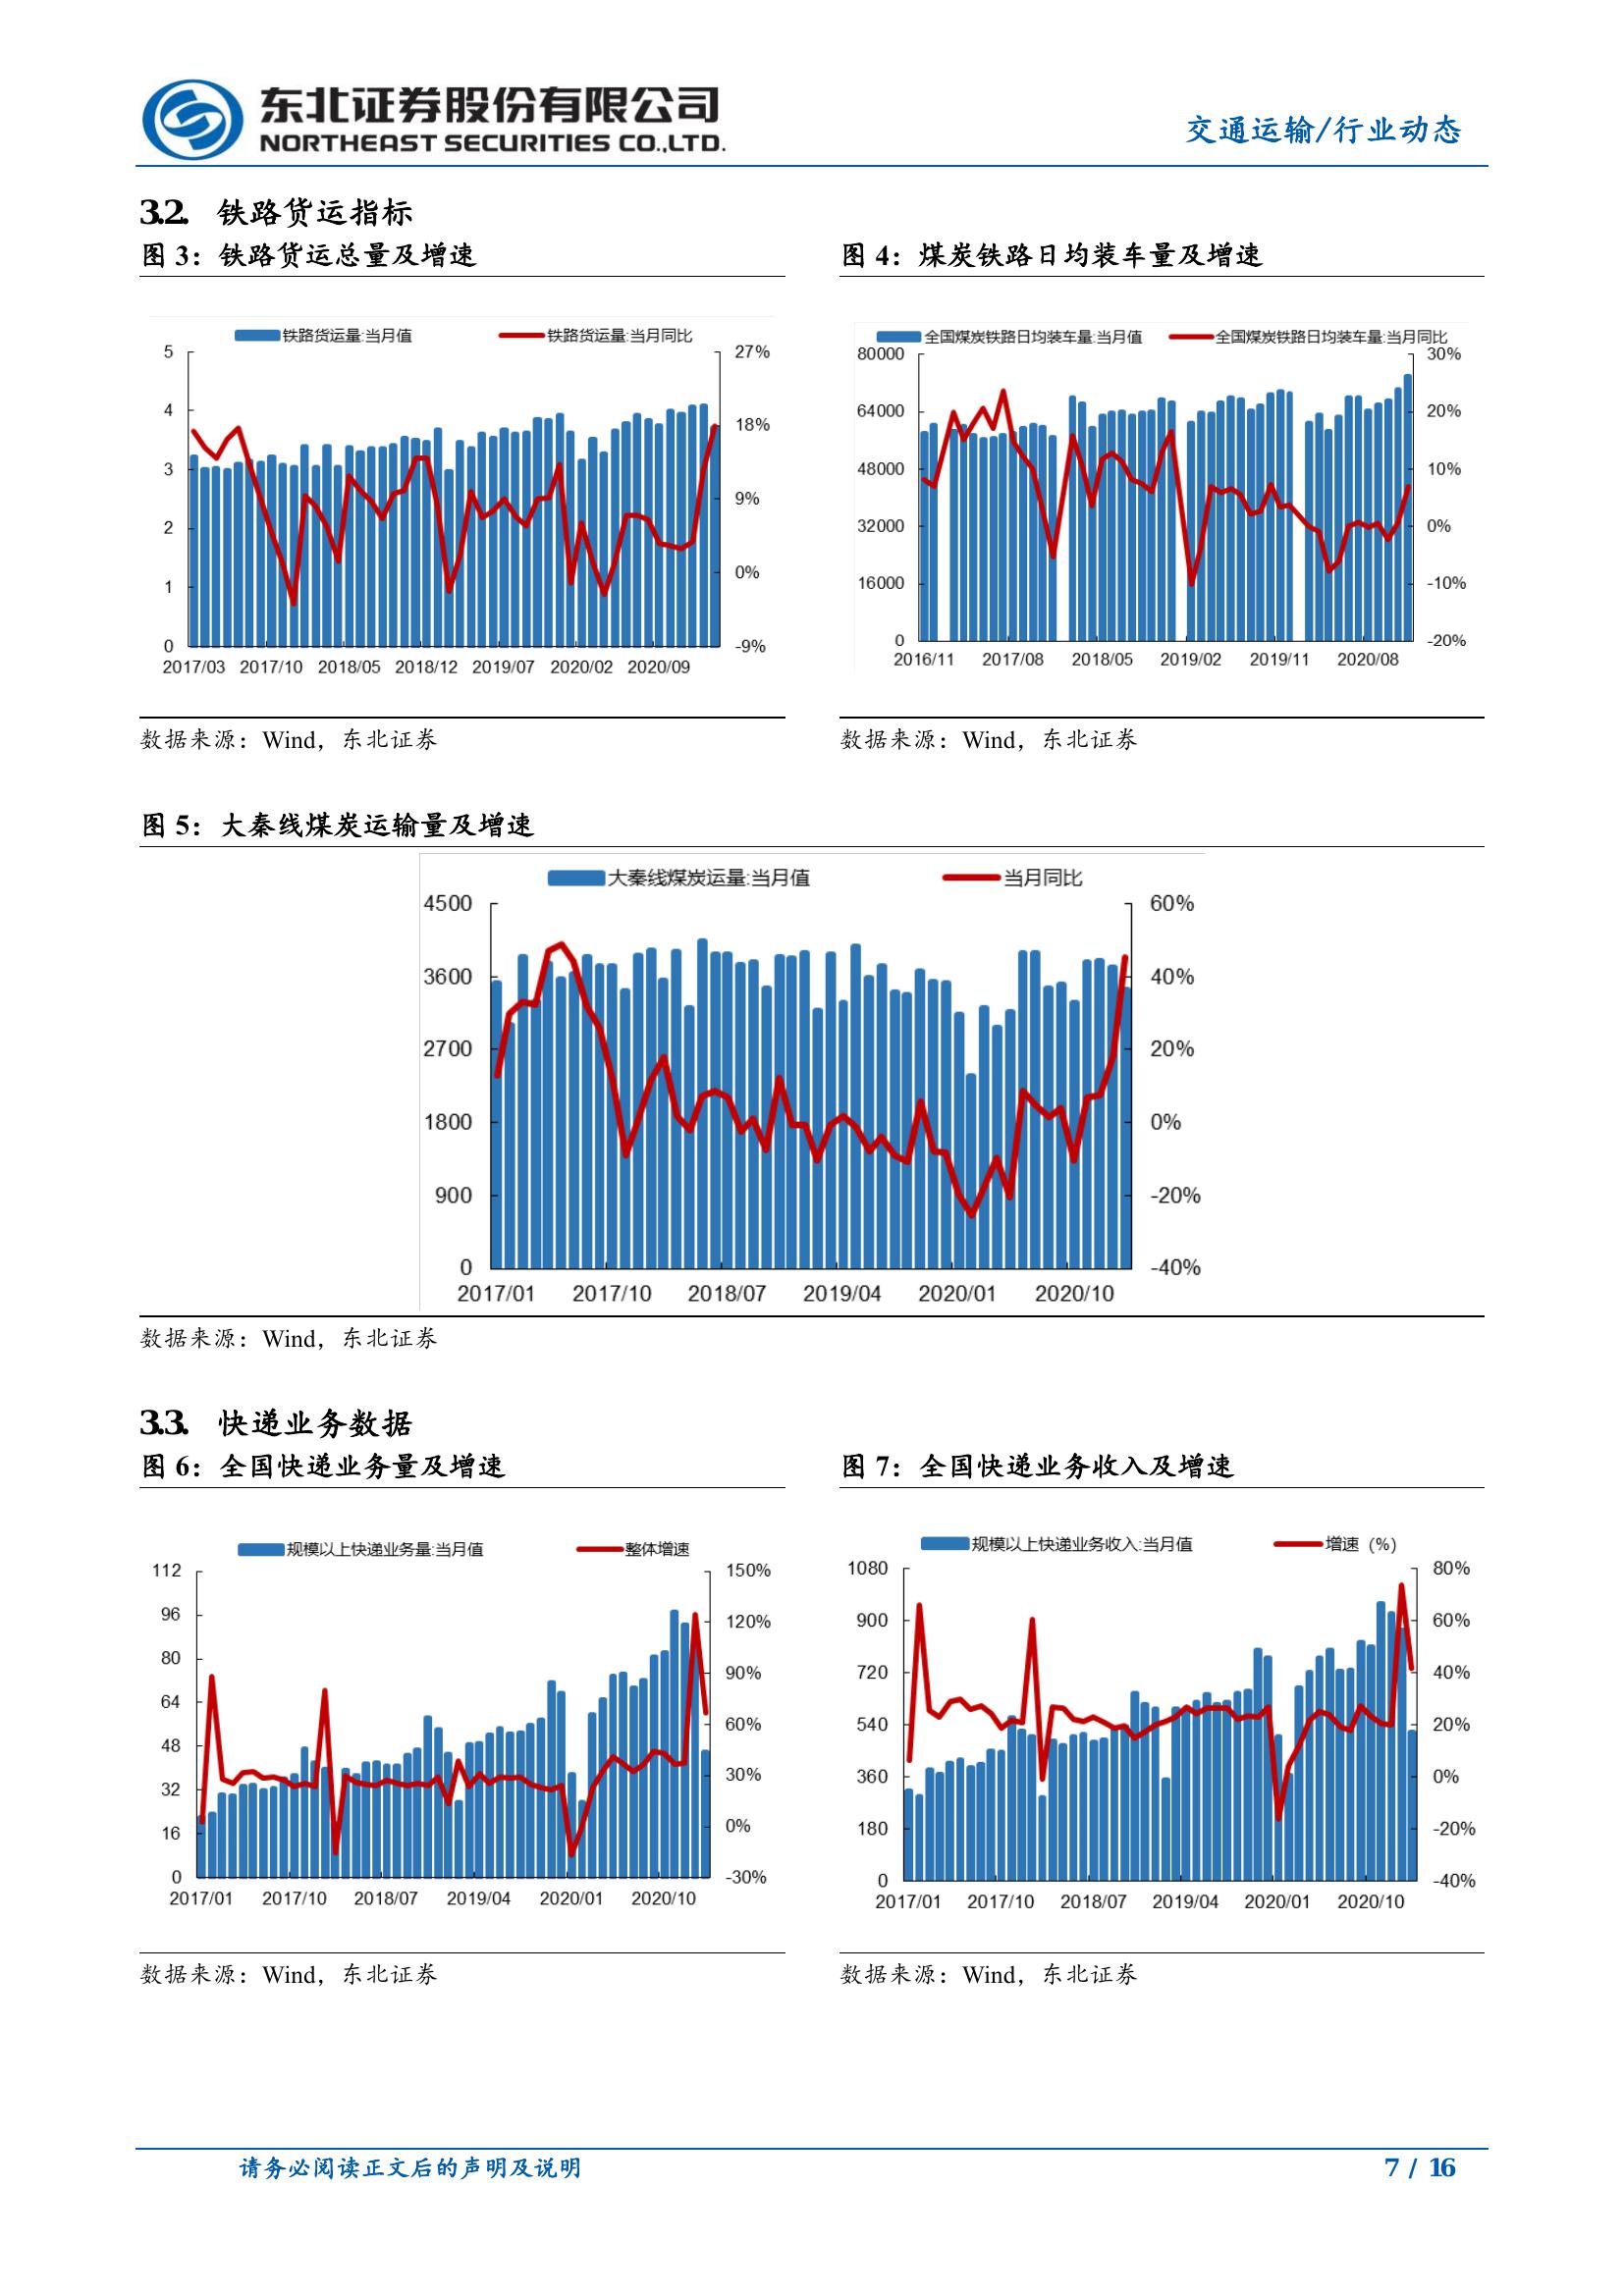 东北证券股份有限公司
NORTHEAST SECURITIES CO.,LTD.
交通运输/行业动态
3.2. 铁路货运指标
图 3：铁路货运总量及增速
铁路货运量:当月值 铁路货运量:当月同比
5
4
3
2
1
0
27%
18%
9%
0%
-9%
2017/03 2017/10 2018/05 2018/12 2019/07 2020/02 2020/09
数据来源：Wind，东北证券
图 4：煤炭铁路日均装车量及增速
全国煤炭铁路日均装车量:当月值 全国煤炭铁路日均装车量:当月同比
80000
64000
48000
32000
16000
0
30%
20%
10%
0%
-10%
-20%
2016/11 2017/08 2018/05 2019/02 2019/11 2020/08
数据来源：Wind，东北证券
图 5：大秦线煤炭运输量及增速
大秦线煤炭运量:当月值 当月同比
4500
3600
2700
1800
900
0
60%
40%
20%
0%
-20%
-40%
2017/01 2017/10 2018/07 2019/04 2020/01 2020/10
数据来源：Wind，东北证券
3.3. 快递业务数据
图 6：全国快递业务量及增速
规模以上快递业务量:当月值 整体增速
112
96
80
64
48
32
16
0
150%
120%
90%
60%
30%
0%
-30%
2017/01 2017/10 2018/07 2019/04 2020/01 2020/10
数据来源：Wind，东北证券
图 7：全国快递业务收入及增速
规模以上快递业务收入:当月值 增速（%）
1080
900
720
540
360
180
0
80%
60%
40%
20%
0%
-20%
-40%
2017/01 2017/10 2018/07 2019/04 2020/01 2020/10
数据来源：Wind，东北证券
请务必阅读正文后的声明及说明
7 / 16